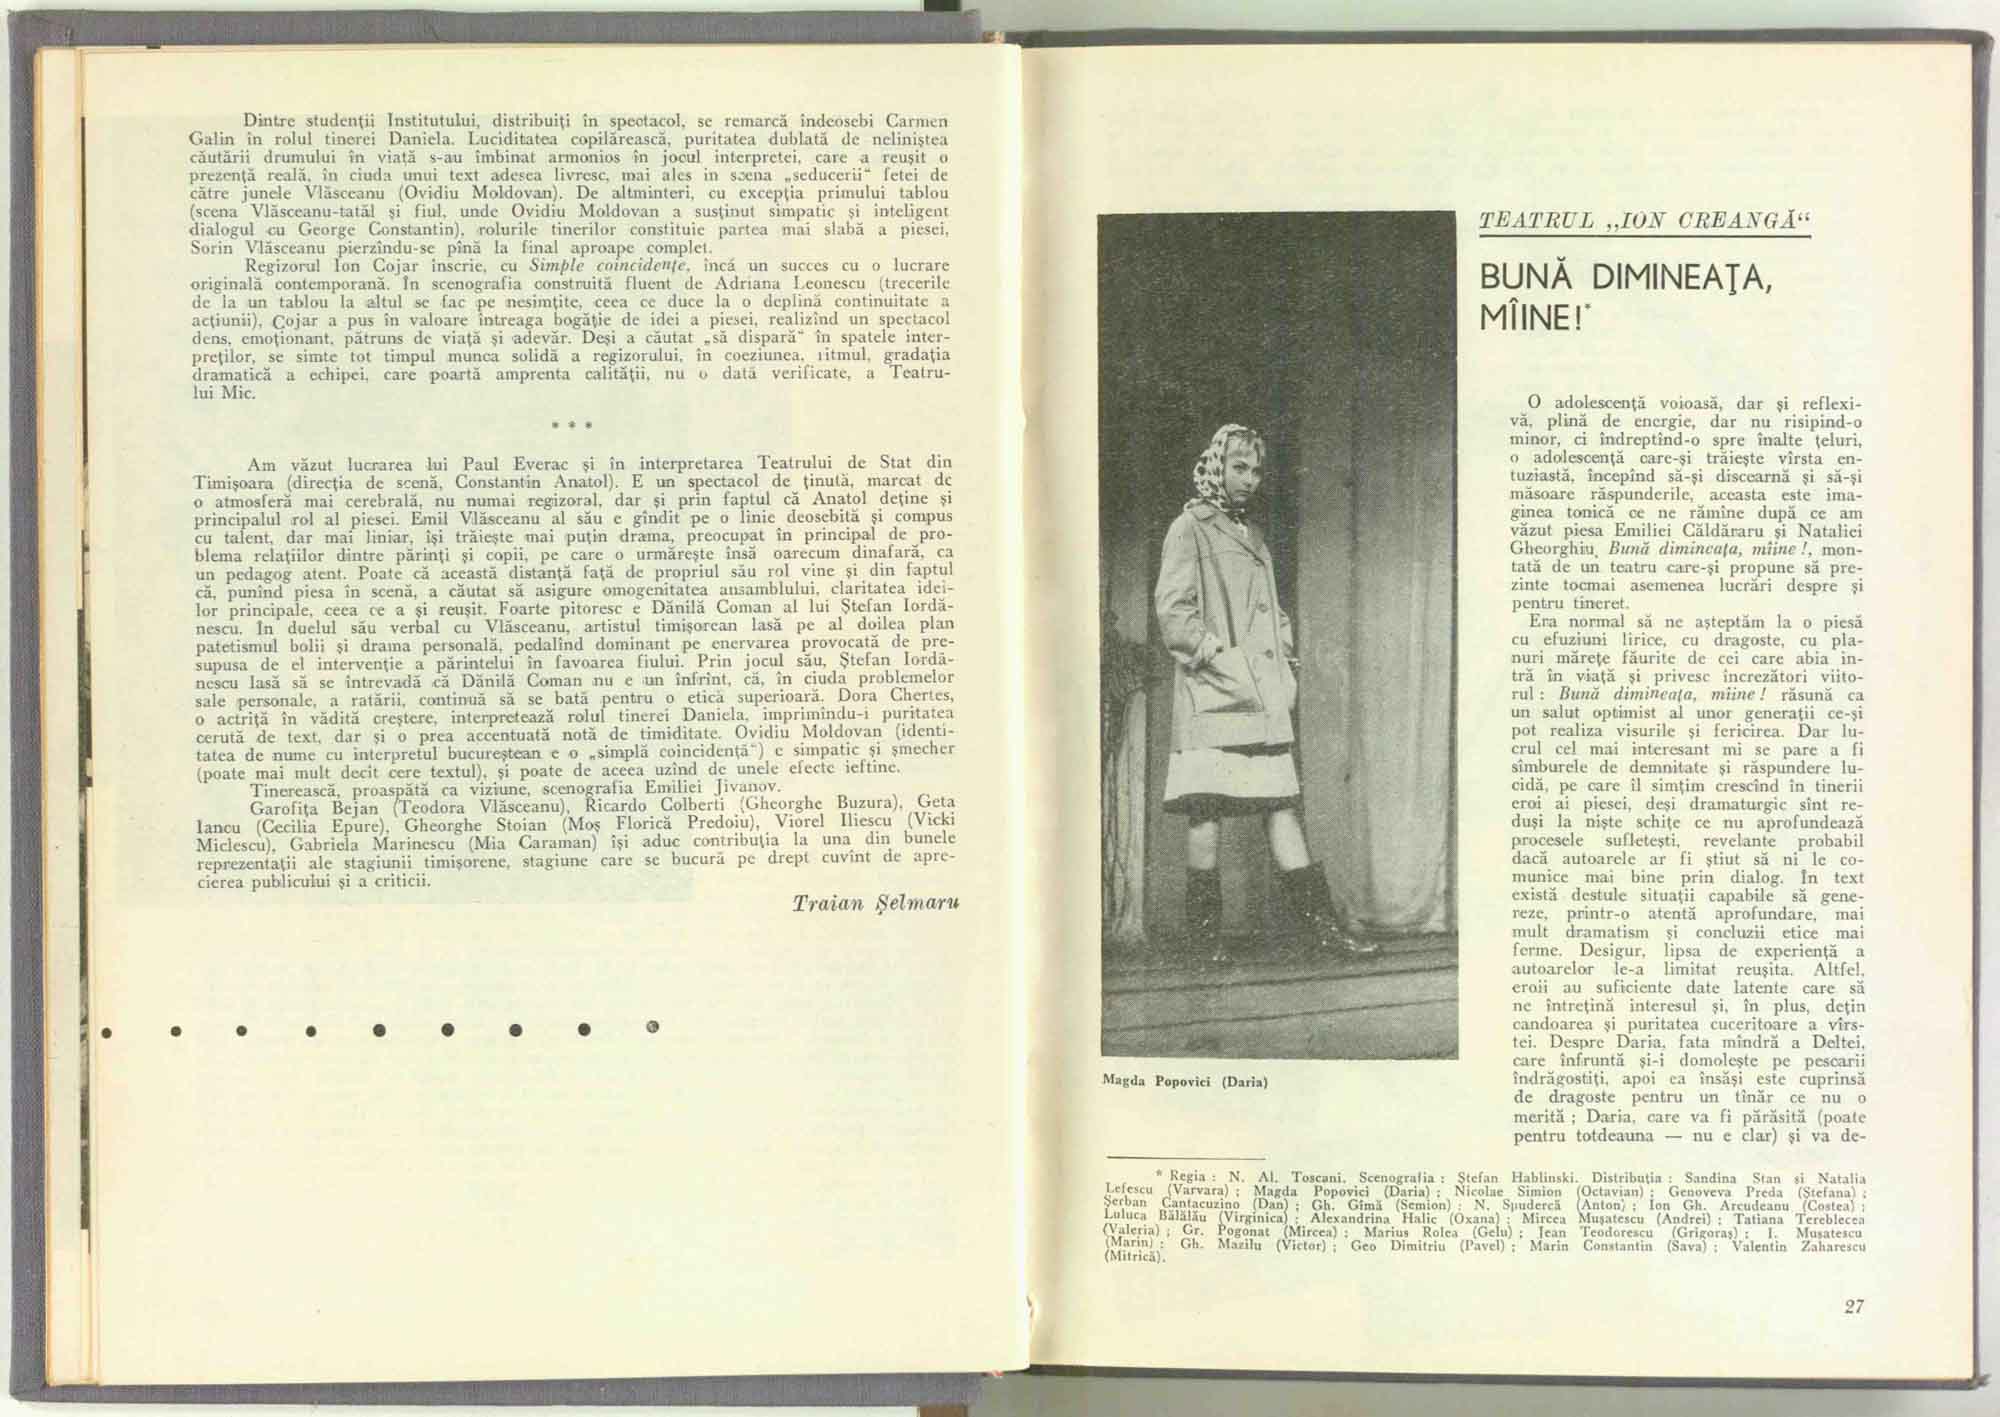 Dintre studenții Institutului, distribuiți în spectacol, se remarcă îndeosebi Carmen
Galin în rolul tinerei Daniela. Luciditatea copilărească, puritatea dublată de neliniștea
căutării drumului în viață s-au îmbinat armonios în jocul interpretei, care a reușit o
prezență reală, în ciuda unui text adesea livresc, mai ales in scena „seducerii“ fetei de
către junele Vlăsceanu (Ovidiu Moldovan). De altminteri, cu excepția primului tablou
(scena Vlăsceanu-tatăl și fiul, unde Ovidiu Moldovan a susținut simpatic și inteligent
dialogul cu George Constantin), rolurile tinerilor constituie partea mai slabă a piesei,
Sorin Vlăsceanu pierzîndu-se pînă la final aproape complet.
Regizorul Ion Cojar înscrie, cu Simple coincidențe, încă un succes cu o lucrare
originală contemporană. În scenografia construită fluent de Adriana Leonescu (trecerile
de la un tablou la altul se fac pe nesimțite, ceea ce duce la o deplină continuitate a
acțiunii), Cojar a pus în valoare întreaga bogăție de idei a piesei, realizînd un spectacol
dens, emoționant, pătruns de viață și adevăr. Deși a căutat „să dispară“ în spatele inter-
preților, se simte tot timpul munca solidă a regizorului, în coeziunea, ritmul, gradația
dramatică a echipei, care poartă amprenta calității, nu o dată verificate, a Teatru-
lui Mic.
* * *
Am văzut lucrarea lui Paul Everac și în interpretarea Teatrului de Stat din
Timișoara (direcția de scenă, Constantin Anatol). E un spectacol de ținută, marcat de
o atmosferă mai cerebrală, nu numai regizoral, dar și prin faptul că Anatol deține și
principalul rol al piesei. Emil Vlăsceanu al său e gîndit pe o linie deosebită și compus
cu talent, dar mai liniar, își trăiește mai puțin drama, preocupat în principal de pro-
blema relațiilor dintre părinți și copii, pe care o urmărește însă oarecum dinafară, ca
un pedagog atent. Poate că această distanță față de propriul său rol vine și din faptul
că, punînd piesa în scenă, a căutat să asigure omogenitatea ansamblului, claritatea idei-
lor principale, ceea ce a și reușit. Foarte pitoresc e Dănilă Coman al lui Ștefan Iordă-
nescu. In duelul său verbal cu Vlăsceanu, artistul timișorean lasă pe al doilea plan
patetismul bolii și drama personală, pedalînd dominant pe enervarea provocată de pre-
supusa de el intervenție a părintelui în favoarea fiului. Prin jocul său, Ștefan Iordă-
nescu lasă să se întrevadă că Dănilă Coman nu e un înfrînt, că, în ciuda problemelor
sale personale, a ratării, continuă să se bată pentru o etică superioară. Dora Chertes,
o actriță în vădită creștere, interpretează rolul tinerei Daniela, imprimîndu-i puritatea
cerută de text, dar și o prea accentuată notă de timiditate. Ovidiu Moldovan (identi-
tatea de nume cu interpretul bucureștean e o „simplă coincidență“) e simpatic și șmecher
(poate mai mult decit cere textul), și poate de aceea uzînd de unele efecte ieftine.
Tinerească, proaspătă ca viziune, scenografia Emiliei Jivanov.
Garofița Bejan (Teodora Vlăsceanu), Ricardo Colberti (Gheorghe Buzura), Geta
Iancu (Cecilia Epure), Gheorghe Stoian (Moș Florică Predoiu), Viorel Iliescu (Vicki
Miclescu), Gabriela Marinescu (Mia Caraman) își aduc contribuția la una din bunele
reprezentații ale stagiunii timișorene, stagiune care se bucură pe drept cuvînt de apre-
cierea publicului și a criticii.
Traian Șelmaru
TEATRUL „ION CREANGĂ“
BUNĂ DIMINEAȚA,
MÎINE!*
O adolescență voioasă, dar și reflexi-
vă, plină de energie, dar nu risipind-o
minor, ci îndreptînd-o spre înalte țeluri,
o adolescență care-și trăiește vîrsta en-
tuziastă, începînd să-și discearnă și să-și
măsoare răspunderile, aceasta este ima-
ginea tonică ce ne rămîne după ce am
văzut piesa Emiliei Căldăraru și Nataliei
Gheorghiu, Bună dimineața, mîine!, mon-
tată de un teatru care-și propune să pre-
zinte tocmai asemenea lucrări despre și
pentru tineret.
Era normal să ne așteptăm la o piesă
cu efuziuni lirice, cu dragoste, cu pla-
nuri mărețe făurite de cei care abia in-
tră în viață și privesc încrezători viito-
rul : Bună dimineața, mîine ! răsună ca
un salut optimist al unor generații ce-și
pot realiza visurile și fericirea. Dar lu-
crul cel mai interesant mi se pare a fi
sîmburele de demnitate și răspundere lu-
cidă, pe care îl simțim crescînd în tinerii
eroi ai piesei, deși dramaturgic sînt re-
duși la niște schițe ce nu aprofundează
procesele sufletești, revelante probabil
dacă autoarele ar fi știut să ni le co-
munice mai bine prin dialog. În text
există destule situații capabile să gene-
reze, printr-o atentă aprofundare, mai
mult dramatism și concluzii etice mai
ferme. Desigur, lipsa de experiență a
autoarelor le-a limitat reușita. Altfel,
eroii au suficiente date latente care să
ne întrețină interesul și, în plus, dețin
candoarea și puritatea cuceritoare a vîrs-
tei. Despre Daria, fata mîndră a Deltei,
care înfruntă și-i domolește pe pescarii
îndrăgostiți, apoi ea însăși este cuprinsă
de dragoste pentru un tînăr ce nu o
merită ; Daria, care va fi părăsită (poate
pentru totdeauna — nu e clar) și va de-
Magda Popovici (Daria)
* Regia : N. Al. Toscani. Scenografia : Ștefan Hablinski. Distribuția : Sandina Stan si Natalia
Lefescu (Varvara) ; Magda Popovici (Daria) ; Nicolae Simion (Octavian) ; Genoveva Preda (Ștefana) ;
Șerban Cantacuzino (Dan) ; Gh. Gîmă (Semion) ; N. Spudercă (Anton) ; Ion Gh. Arcudeanu (Costea) ;
Luluca Bălălău (Virginica) ; Alexandrina Halic (Oxana) ; Mircea Mușatescu (Andrei) ; Tatiana Tereblecea
(Valeria) ; Gr. Pogonat (Mircea) ; Marius Rolea (Gelu) ; Jean Teodorescu (Grigoraș) ; I. Mușatescu
(Marin) ; Gh. Mazilu (Victor) ; Geo Dimitriu (Pavel) ; Marin Constantin (Sava) ; Valentin Zaharescu
(Mitrică).
27